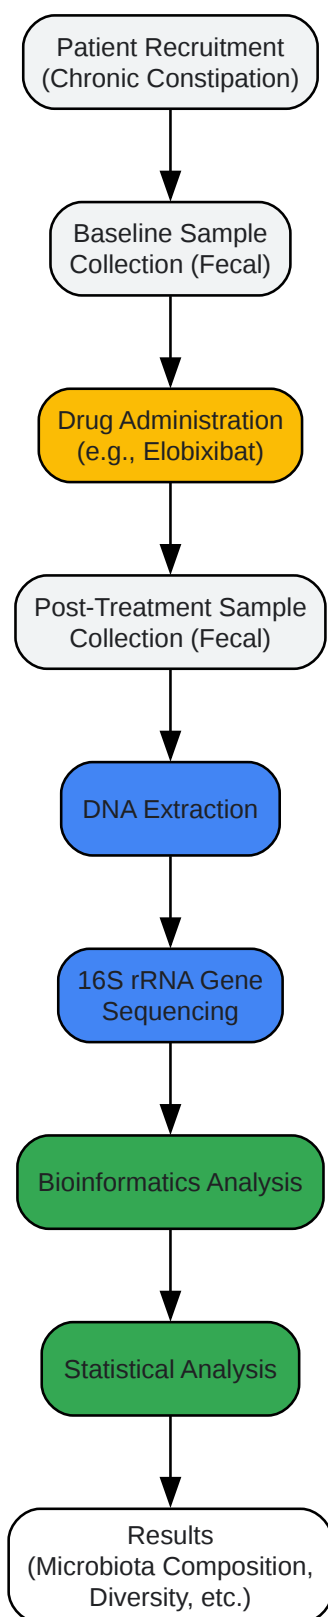 Patient Recruitment
(Chronic Constipation)
Baseline Sample
Collection (Fecal)
Drug Administration
(e.g., Elobixibat)
Post-Treatment Sample
Collection (Fecal)
DNA Extraction
16S rRNA Gene
Sequencing
Bioinformatics Analysis
Statistical Analysis
Results
(Microbiota Composition,
Diversity, etc.)